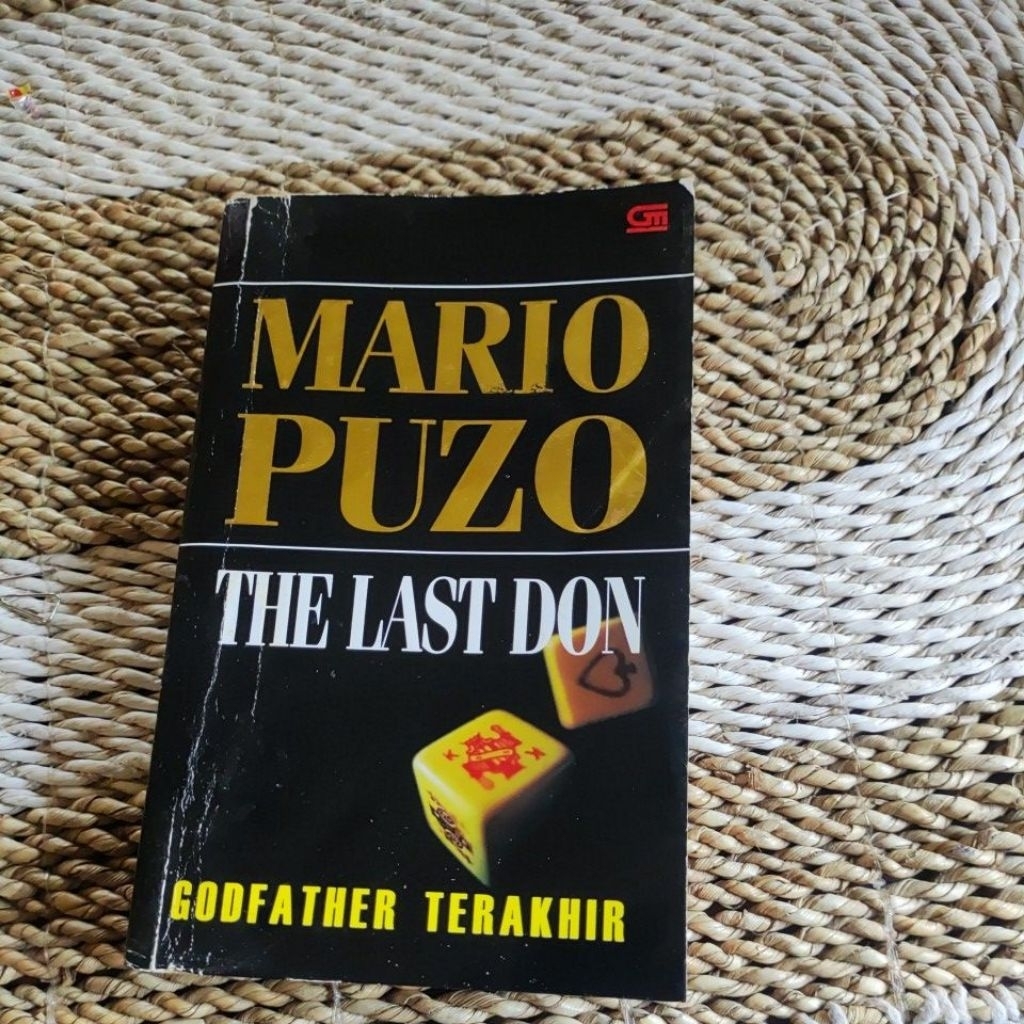 MARIO
PUZO
THE LAST DON
GODFATHER TERAKHIR